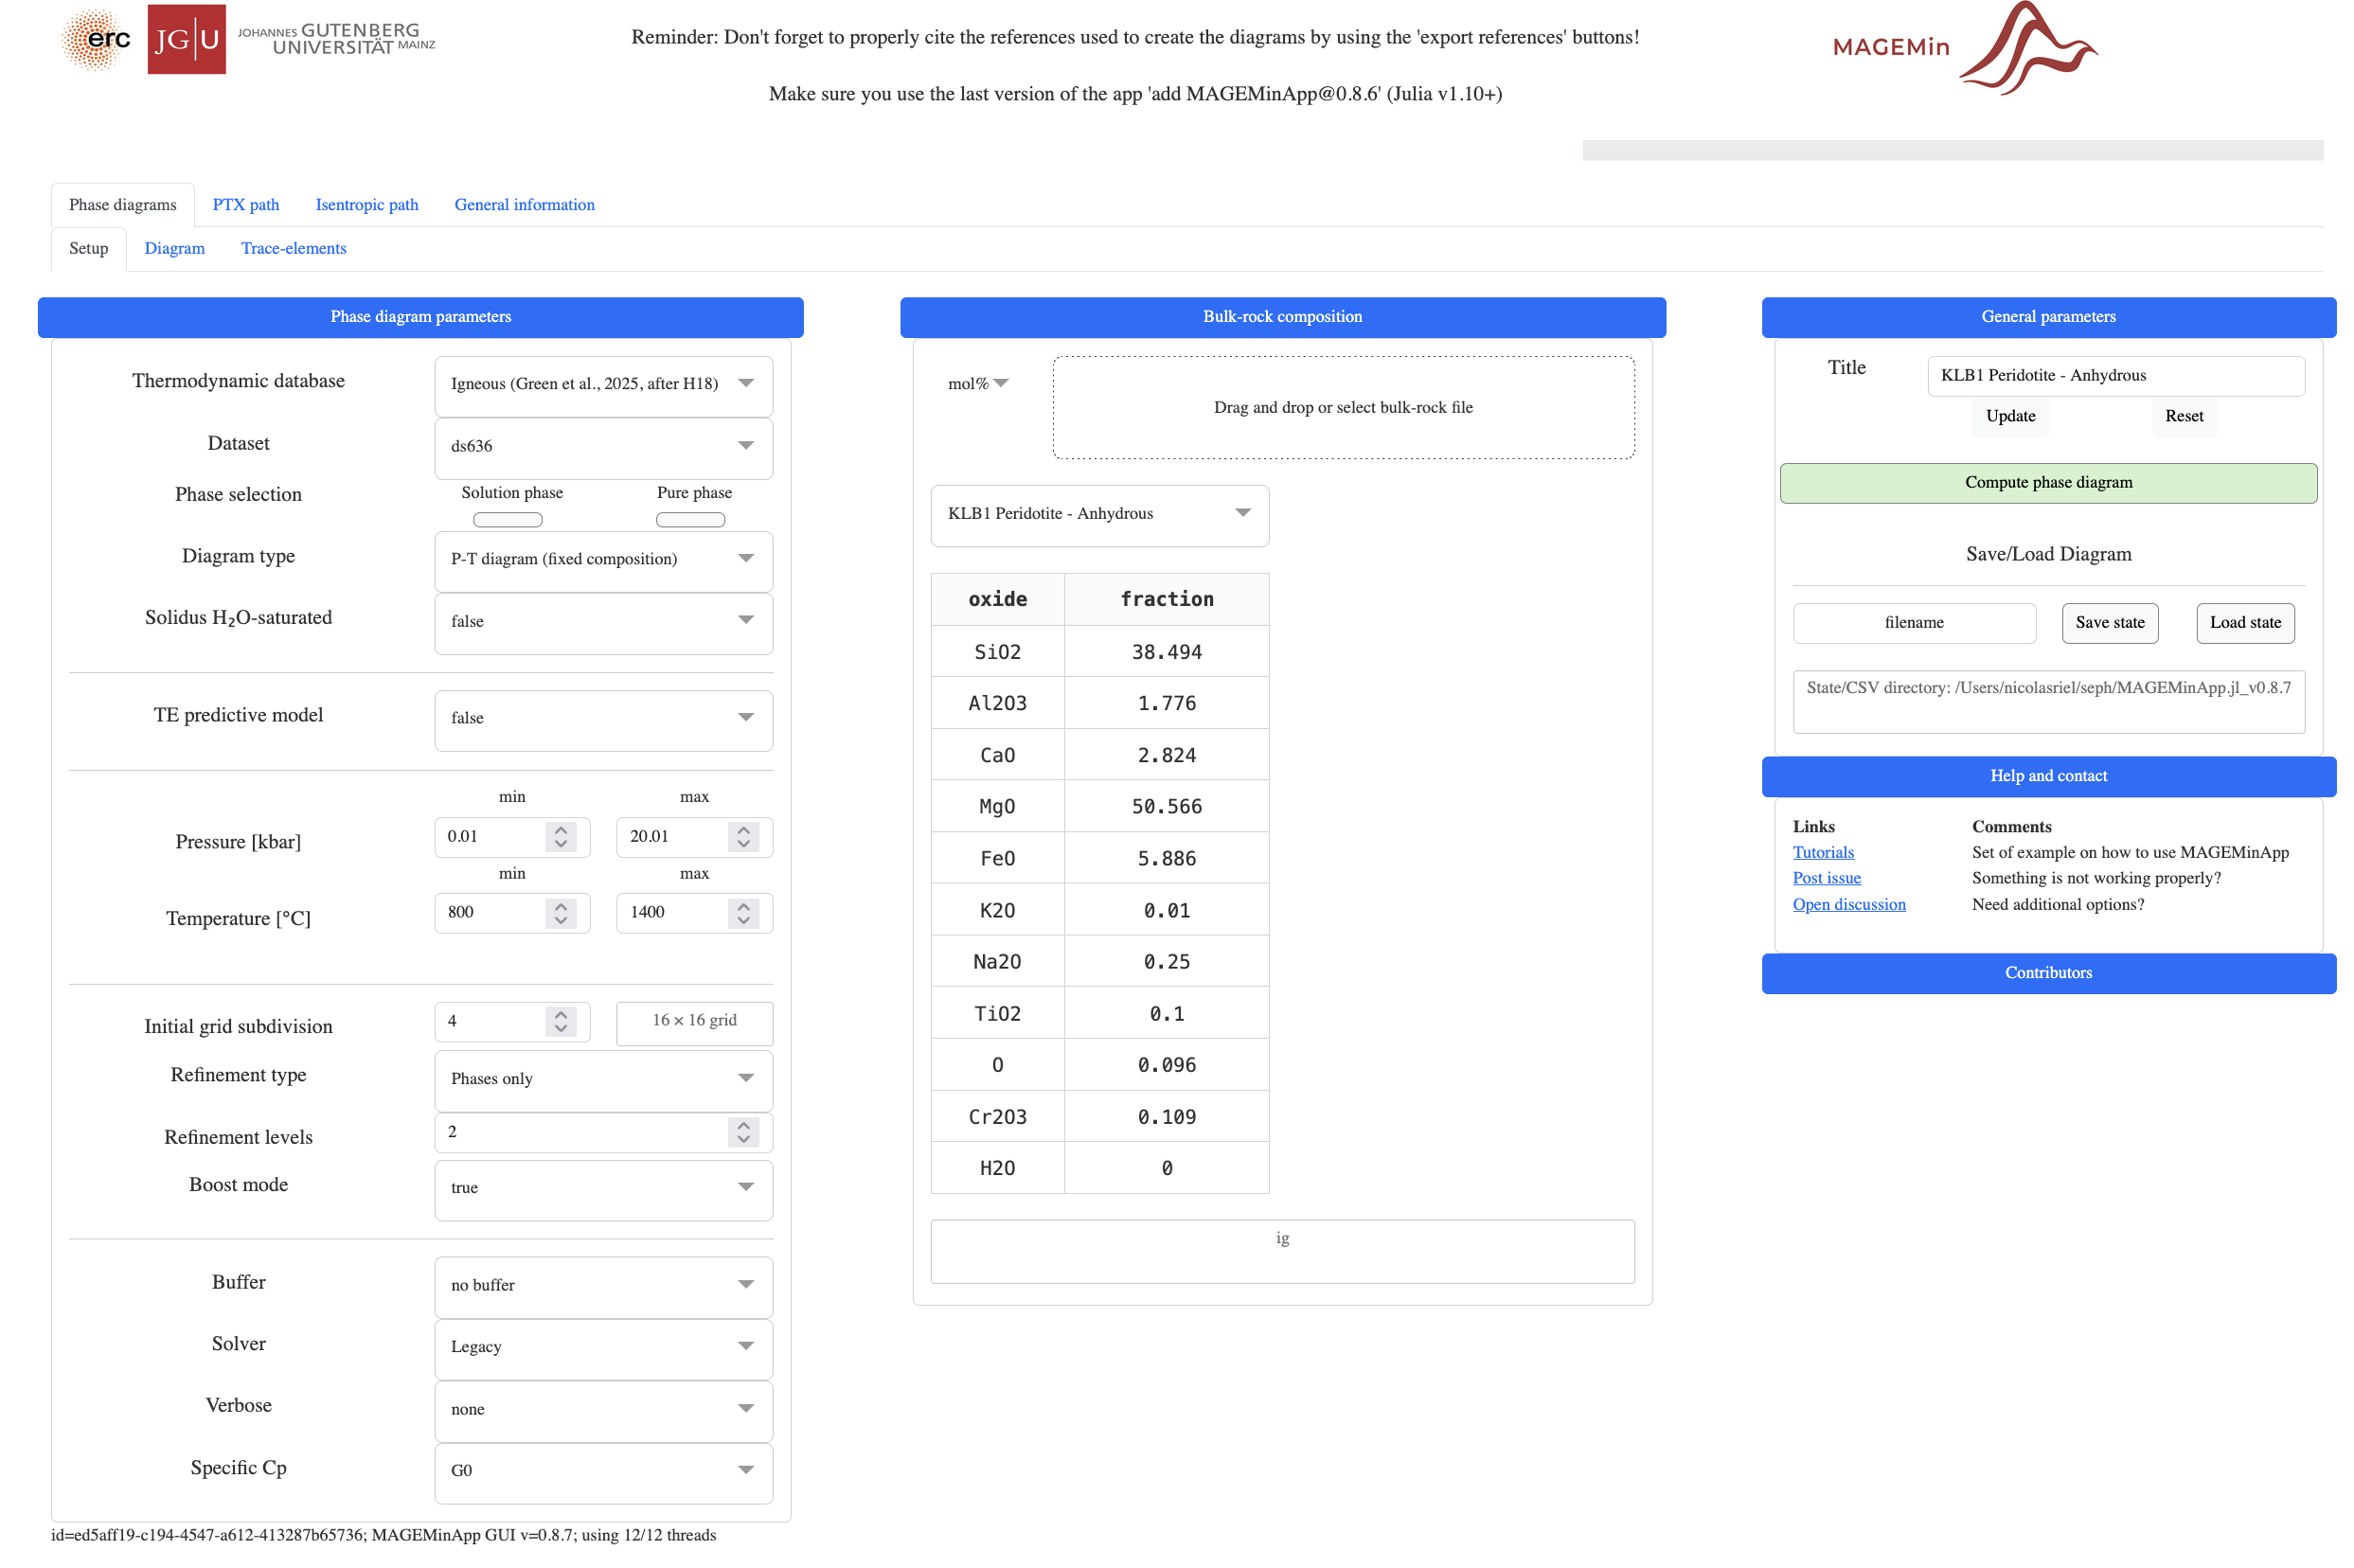 erc
JG|U
JOHANNES GUTENBERG
UNIVERSITÄT MAINZ
Reminder: Don't forget to properly cite the references used to create the diagrams by using the 'export references' buttons!
Make sure you use the last version of the app 'add MAGEMinApp@0.8.6' (Julia v1.10+)
MAGEMin
Phase diagrams PTX path Isentropic path General information
Setup Diagram Trace-elements
Phase diagram parameters
Thermodynamic database Igneous (Green et al., 2025, after H18)
Dataset ds636
Phase selection Solution phase Pure phase
Diagram type P-T diagram (fixed composition)
Solidus H₂O-saturated false
TE predictive model false
min max
Pressure [kbar] 0.01 20.01
min max
Temperature [°C] 800 1400
Initial grid subdivision 4 16 × 16 grid
Refinement type Phases only
Refinement levels 2
Boost mode true
Buffer no buffer
Solver Legacy
Verbose none
Specific Cp G0
Bulk-rock composition
mol% Drag and drop or select bulk-rock file
KLB1 Peridotite - Anhydrous
oxide fraction
SiO2 38.494
Al2O3 1.776
CaO 2.824
MgO 50.566
FeO 5.886
K2O 0.01
Na2O 0.25
TiO2 0.1
O 0.096
Cr2O3 0.109
H2O 0
ig
General parameters
Title KLB1 Peridotite - Anhydrous
Update Reset
Compute phase diagram
Save/Load Diagram
filename Save state Load state
State/CSV directory: /Users/nicolasriel/seph/MAGEMinApp.jl_v0.8.7
Help and contact
Links Comments
Tutorials Set of example on how to use MAGEMinApp
Post issue Something is not working properly?
Open discussion Need additional options?
Contributors
id=ed5aff19-c194-4547-a612-413287b65736; MAGEMinApp GUI v=0.8.7; using 12/12 threads